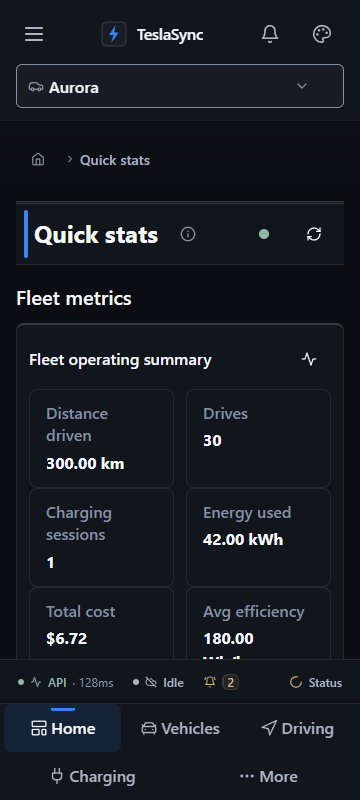 TeslaSync
Aurora
Quick stats
Quick stats
Fleet metrics
Fleet operating summary
Distance
driven
300.00 km
Drives
30
Charging
sessions
1
Energy used
42.00 kWh
Total cost
$6.72
Avg efficiency
180.00
API · 128ms
Idle
2
Status
Home
Vehicles
Driving
Charging
More